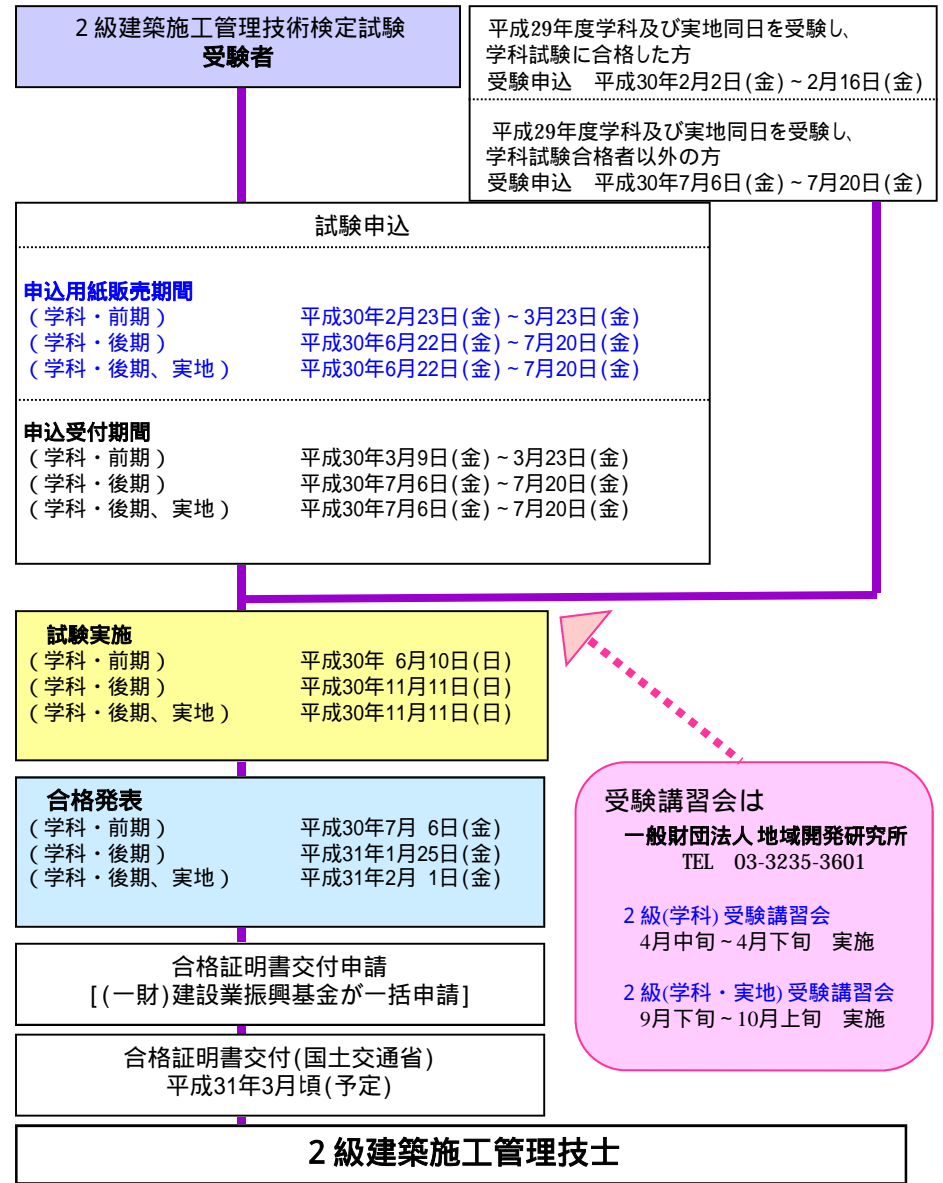 ２級建築施工管理技術検定試験
受験者
平成29年度学科及び実地同日を受験し、
学科試験に合格した方
受験申込　平成30年2月2日(金)~2月16日(金)
平成29年度学科及び実地同日を受験し、
学科試験合格者以外の方
受験申込　平成30年7月6日(金)~7月20日(金)
試験申込
申込用紙販売期間
(学科・前期)　平成30年2月23日(金)~3月23日(金)
(学科・後期)　平成30年6月22日(金)~7月20日(金)
(学科・後期、実地)　平成30年6月22日(金)~7月20日(金)
申込受付期間
(学科・前期)　平成30年3月9日(金)~3月23日(金)
(学科・後期)　平成30年7月6日(金)~7月20日(金)
(学科・後期、実地)　平成30年7月6日(金)~7月20日(金)
試験実施
(学科・前期)　平成30年 6月10日(日)
(学科・後期)　平成30年11月11日(日)
(学科・後期、実地)　平成30年11月11日(日)
合格発表
(学科・前期)　平成30年7月 6日(金)
(学科・後期)　平成31年1月25日(金)
(学科・後期、実地)　平成31年2月 1日(金)
受験講習会は
一般財団法人 地域開発研究所
TEL　03-3235-3601
２級(学科) 受験講習会
4月中旬~4月下旬　実施
２級(学科・実地) 受験講習会
9月下旬~10月上旬　実施
合格証明書交付申請
[(一財)建設業振興基金が一括申請]
合格証明書交付(国土交通省)
平成31年3月頃(予定)
２級建築施工管理技士